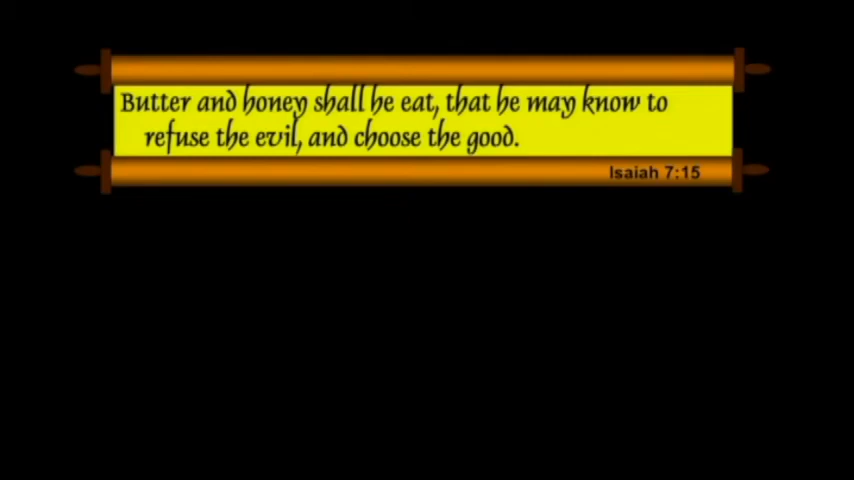 Butter and honey shall he eat, that he may know to
refuse the evil, and choose the good.
Isaiah 7:15